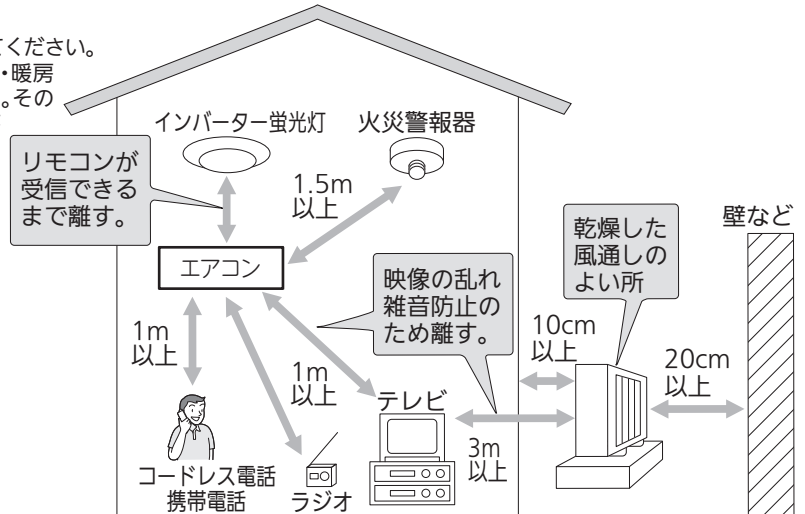 てください。
・暖房
。その
インバーター蛍光灯
火災警報器
リモコンが
受信できる
まで離す。
1.5m
以上
エアコン
映像の乱れ
雑音防止の
ため離す。
乾燥した
風通しの
よい所
壁など
1m
以上
1m
以上
10cm
以上
20cm
以上
テレビ
3m
以上
コードレス電話
携帯電話
ラジオ